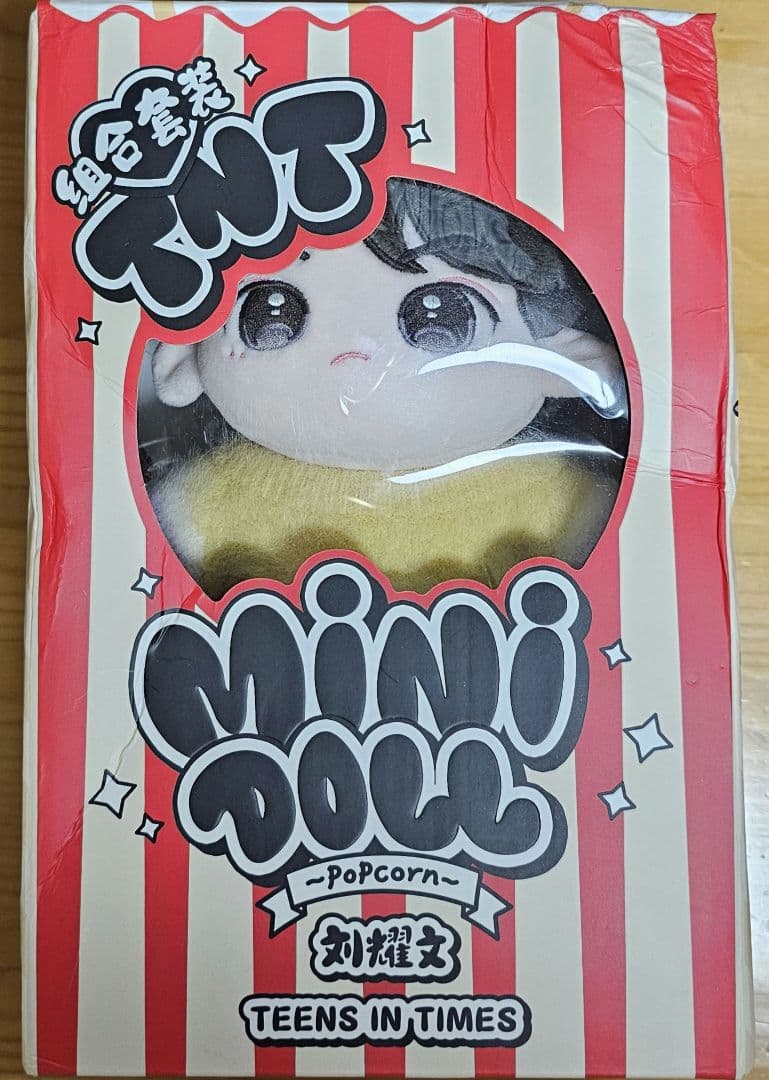 组合套装
TNT
MiNi
DOLL
~PoPcorn~
刘耀文
TEENS IN TIMES